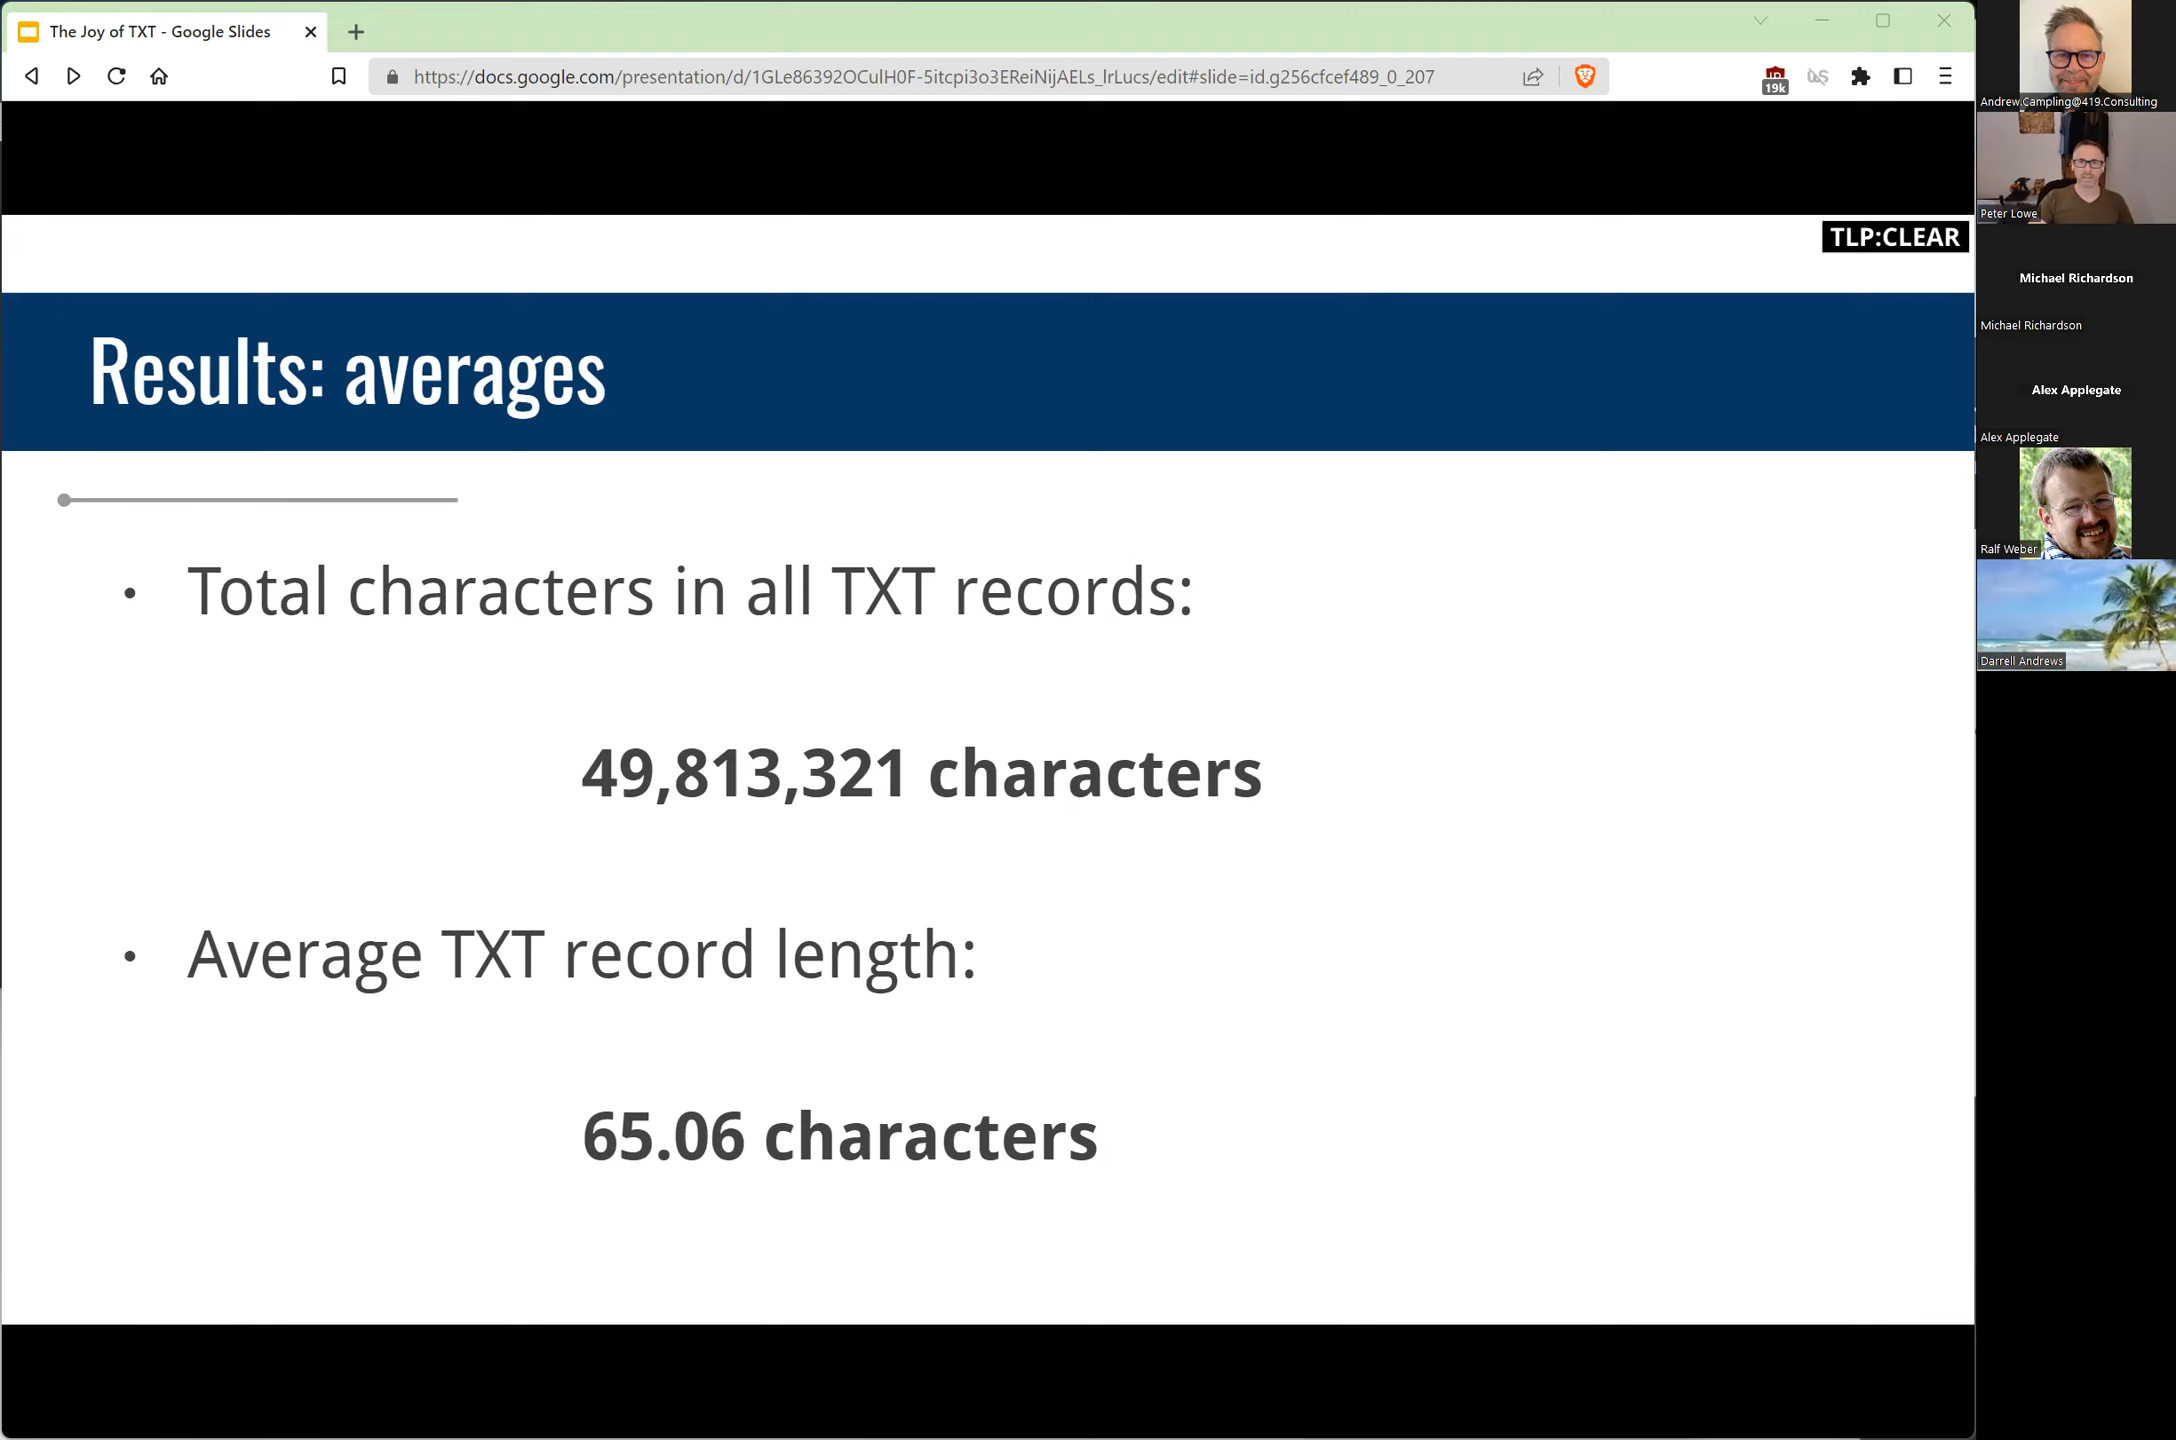 The Joy of TXT - Google Slides
https://docs.google.com/presentation/d/1GLe86392OCulH0F-5itcpi3o3EReiNijAELs_lrLucs/edit#slide=id.g256cfcef489_0_207
19k
TLP:CLEAR
Results: averages
• Total characters in all TXT records:
49,813,321 characters
• Average TXT record length:
65.06 characters
Andrew.Campling@419.Consulting
Peter Lowe
Michael Richardson
Michael Richardson
Alex Applegate
Alex Applegate
Ralf Weber
Darrell Andrews